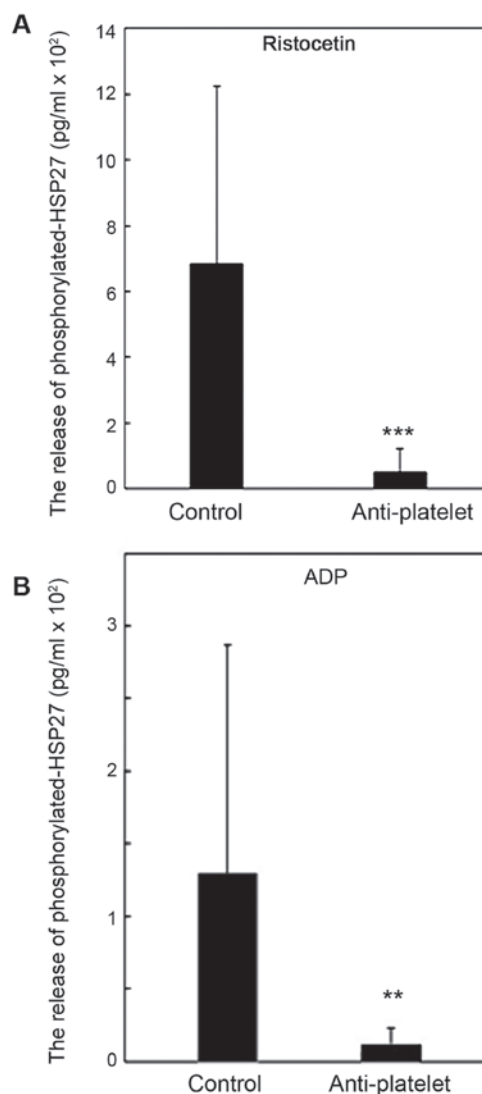 A
Ristocetin
The release of phosphorylated-HSP27 (pg/ml x 10²)
14
12
10
8
6
4
2
0
***
Control Anti-platelet
B
ADP
The release of phosphorylated-HSP27 (pg/ml x 10²)
3
2
1
0
**
Control Anti-platelet